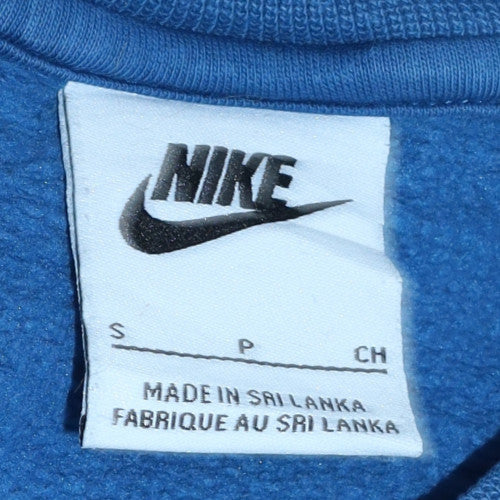 NIKE
S P CH
MADE IN SRI LANKA
FABRIQUE AU SRI LANKA